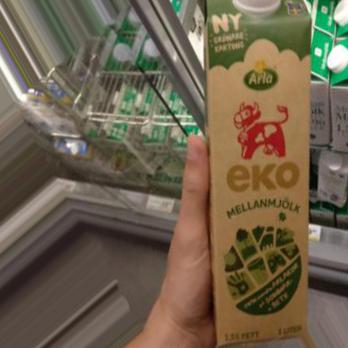 NY
GRÖNARE
KARTONG
Arla
eko
MELLANMJÖLK
1,5% FETT 1 LITER